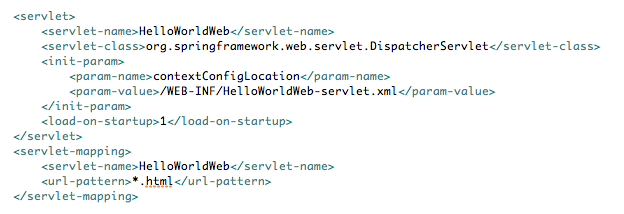 <servlet>
    <servlet-name>HelloWorldWeb</servlet-name>
    <servlet-class>org.springframework.web.servlet.DispatcherServlet</servlet-class>
    <init-param>
        <param-name>contextConfigLocation</param-name>
        <param-value>/WEB-INF/HelloWorldWeb-servlet.xml</param-value>
    </init-param>
    <load-on-startup>1</load-on-startup>
</servlet>
<servlet-mapping>
    <servlet-name>HelloWorldWeb</servlet-name>
    <url-pattern>*.html</url-pattern>
</servlet-mapping>